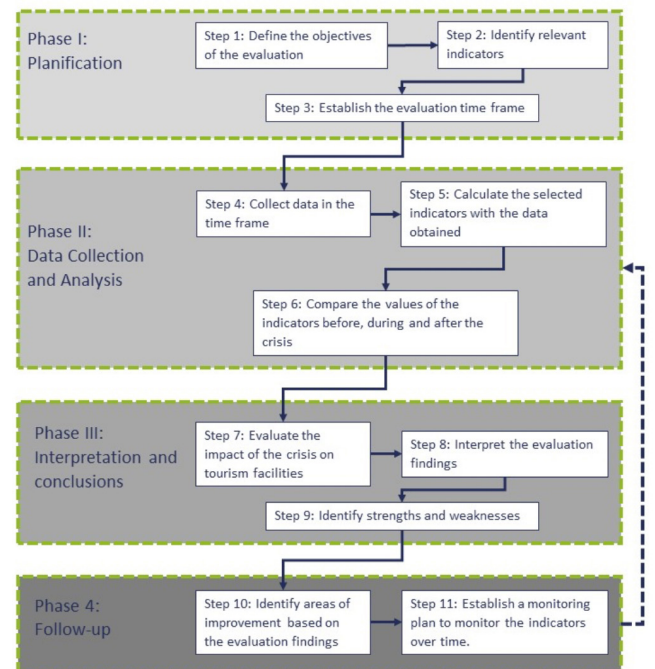 Phase I:
Planification
Step 1: Define the objectives
of the evaluation
Step 2: Identify relevant
indicators
Step 3: Establish the evaluation time frame
Phase II:
Data Collection
and Analysis
Step 4: Collect data in the
time frame
Step 5: Calculate the selected
indicators with the data
obtained
Step 6: Compare the values of the
indicators before, during and after the
crisis
Phase III:
Interpretation and
conclusions
Step 7: Evaluate the
impact of the crisis on
tourism facilities
Step 8: Interpret the evaluation
findings
Step 9: Identify strengths and weaknesses
Phase 4:
Follow-up
Step 10: Identify areas of
improvement based on
the evaluation findings
Step 11: Establish a monitoring
plan to monitor the indicators
over time.